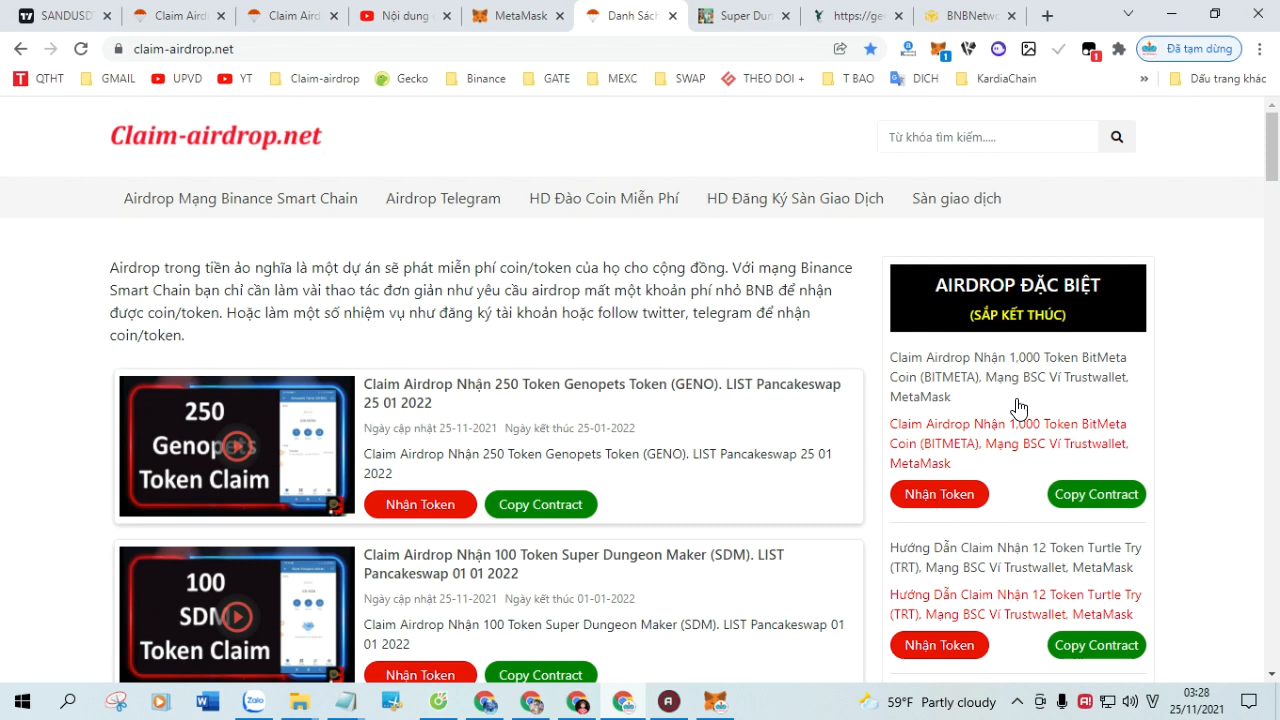 SANDUSD
Claim Aird
Claim Aird
Nội dung c
MetaMask
Danh Sách
Super Dun
https://ge
BNBNetwo
claim-airdrop.net
Đã tạm dừng
QTHT
GMAIL
UPVD
YT
Claim-airdrop
Gecko
Binance
GATE
MEXC
SWAP
THEO DOI +
T BAO
DICH
KardiaChain
Dấu trang khác
Claim-airdrop.net
Từ khóa tìm kiếm.....
Airdrop Mạng Binance Smart Chain
Airdrop Telegram
HD Đào Coin Miễn Phí
HD Đăng Ký Sàn Giao Dịch
Sàn giao dịch
Airdrop trong tiền ảo nghĩa là một dự án sẽ phát miễn phí coin/token của họ cho cộng đồng. Với mạng Binance
Smart Chain bạn chỉ cần làm vài thao tác đơn giản như yêu cầu airdrop mất một khoản phí nhỏ BNB để nhận
được coin/token. Hoặc làm một số nhiệm vụ như đăng ký tài khoản hoặc follow twitter, telegram để nhận
coin/token.
250
Genopets
Token Claim
Claim Airdrop Nhận 250 Token Genopets Token (GENO). LIST Pancakeswap
25 01 2022
Ngày cập nhật 25-11-2021 Ngày kết thúc 25-01-2022
Claim Airdrop Nhận 250 Token Genopets Token (GENO). LIST Pancakeswap 25 01
2022
Nhận Token
Copy Contract
100
SDM
Token Claim
Claim Airdrop Nhận 100 Token Super Dungeon Maker (SDM). LIST
Pancakeswap 01 01 2022
Ngày cập nhật 25-11-2021 Ngày kết thúc 01-01-2022
Claim Airdrop Nhận 100 Token Super Dungeon Maker (SDM). LIST Pancakeswap 01
01 2022
Nhận Token
Copy Contract
AIRDROP ĐẶC BIỆT
(SẮP KẾT THÚC)
Claim Airdrop Nhận 1,000 Token BitMeta
Coin (BITMETA), Mạng BSC Ví Trustwallet,
MetaMask
Claim Airdrop Nhận 1,000 Token BitMeta
Coin (BITMETA), Mạng BSC Ví Trustwallet,
MetaMask
Nhận Token
Copy Contract
Hướng Dẫn Claim Nhận 12 Token Turtle Try
(TRT), Mạng BSC Ví Trustwallet, MetaMask
Hướng Dẫn Claim Nhận 12 Token Turtle Try
(TRT), Mạng BSC Ví Trustwallet, MetaMask
Nhận Token
Copy Contract
59°F Partly cloudy
03:28
25/11/2021